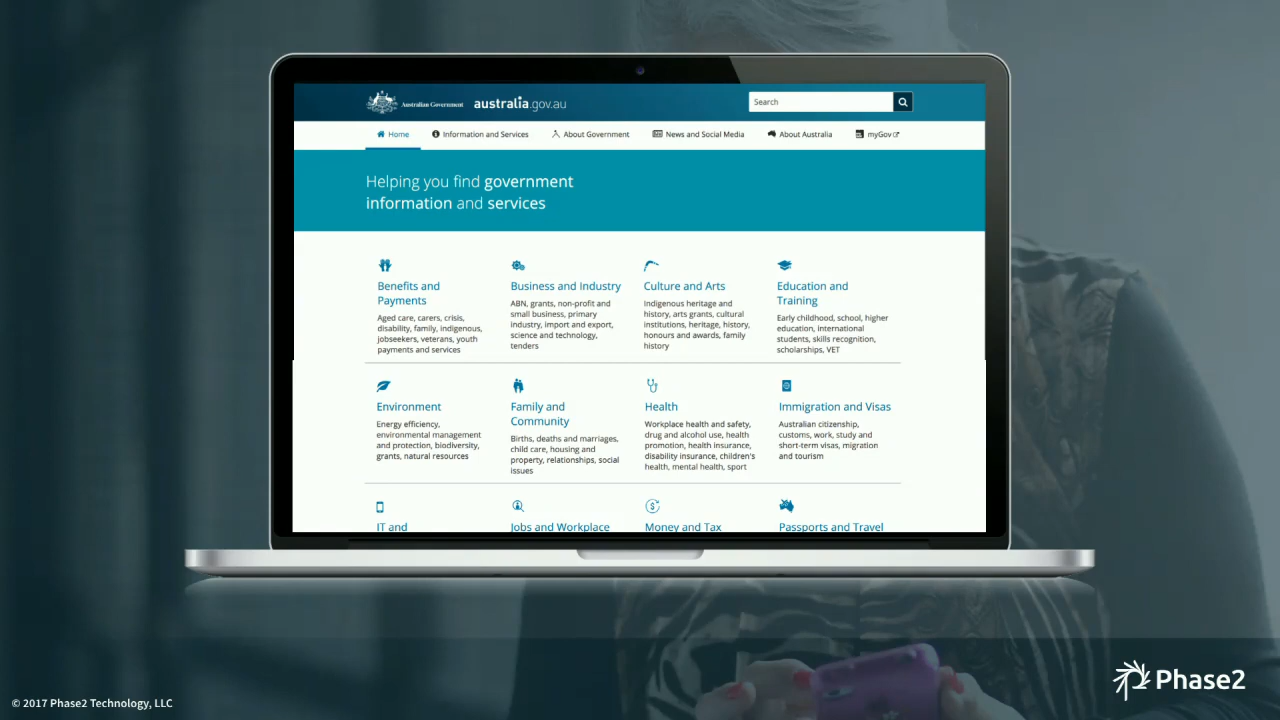 Australian Government
australia.gov.au
Search
Home
Information and Services
About Government
News and Social Media
About Australia
myGov
Helping you find government
information and services
Benefits and
Payments
Aged care, carers, crisis,
disability, family, indigenous,
jobseekers, veterans, youth
payments and services
Business and Industry
ABN, grants, non-profit and
small business, primary
industry, import and export,
science and technology,
tenders
Culture and Arts
Indigenous heritage and
history, arts grants, cultural
institutions, heritage, history,
honours and awards, family
history
Education and
Training
Early childhood, school, higher
education, international
students, skills recognition,
scholarships, VET
Environment
Energy efficiency,
environmental management
and protection, biodiversity,
grants, natural resources
Family and
Community
Births, deaths and marriages,
child care, housing and
property, relationships, social
issues
Health
Workplace health and safety,
drug and alcohol use, health
promotion, health insurance,
disability insurance, children's
health, mental health, sport
Immigration and Visas
Australian citizenship,
customs, work, study and
short-term visas, migration
and tourism
IT and
Jobs and Workplace
Money and Tax
Passports and Travel
Phase2
© 2017 Phase2 Technology, LLC